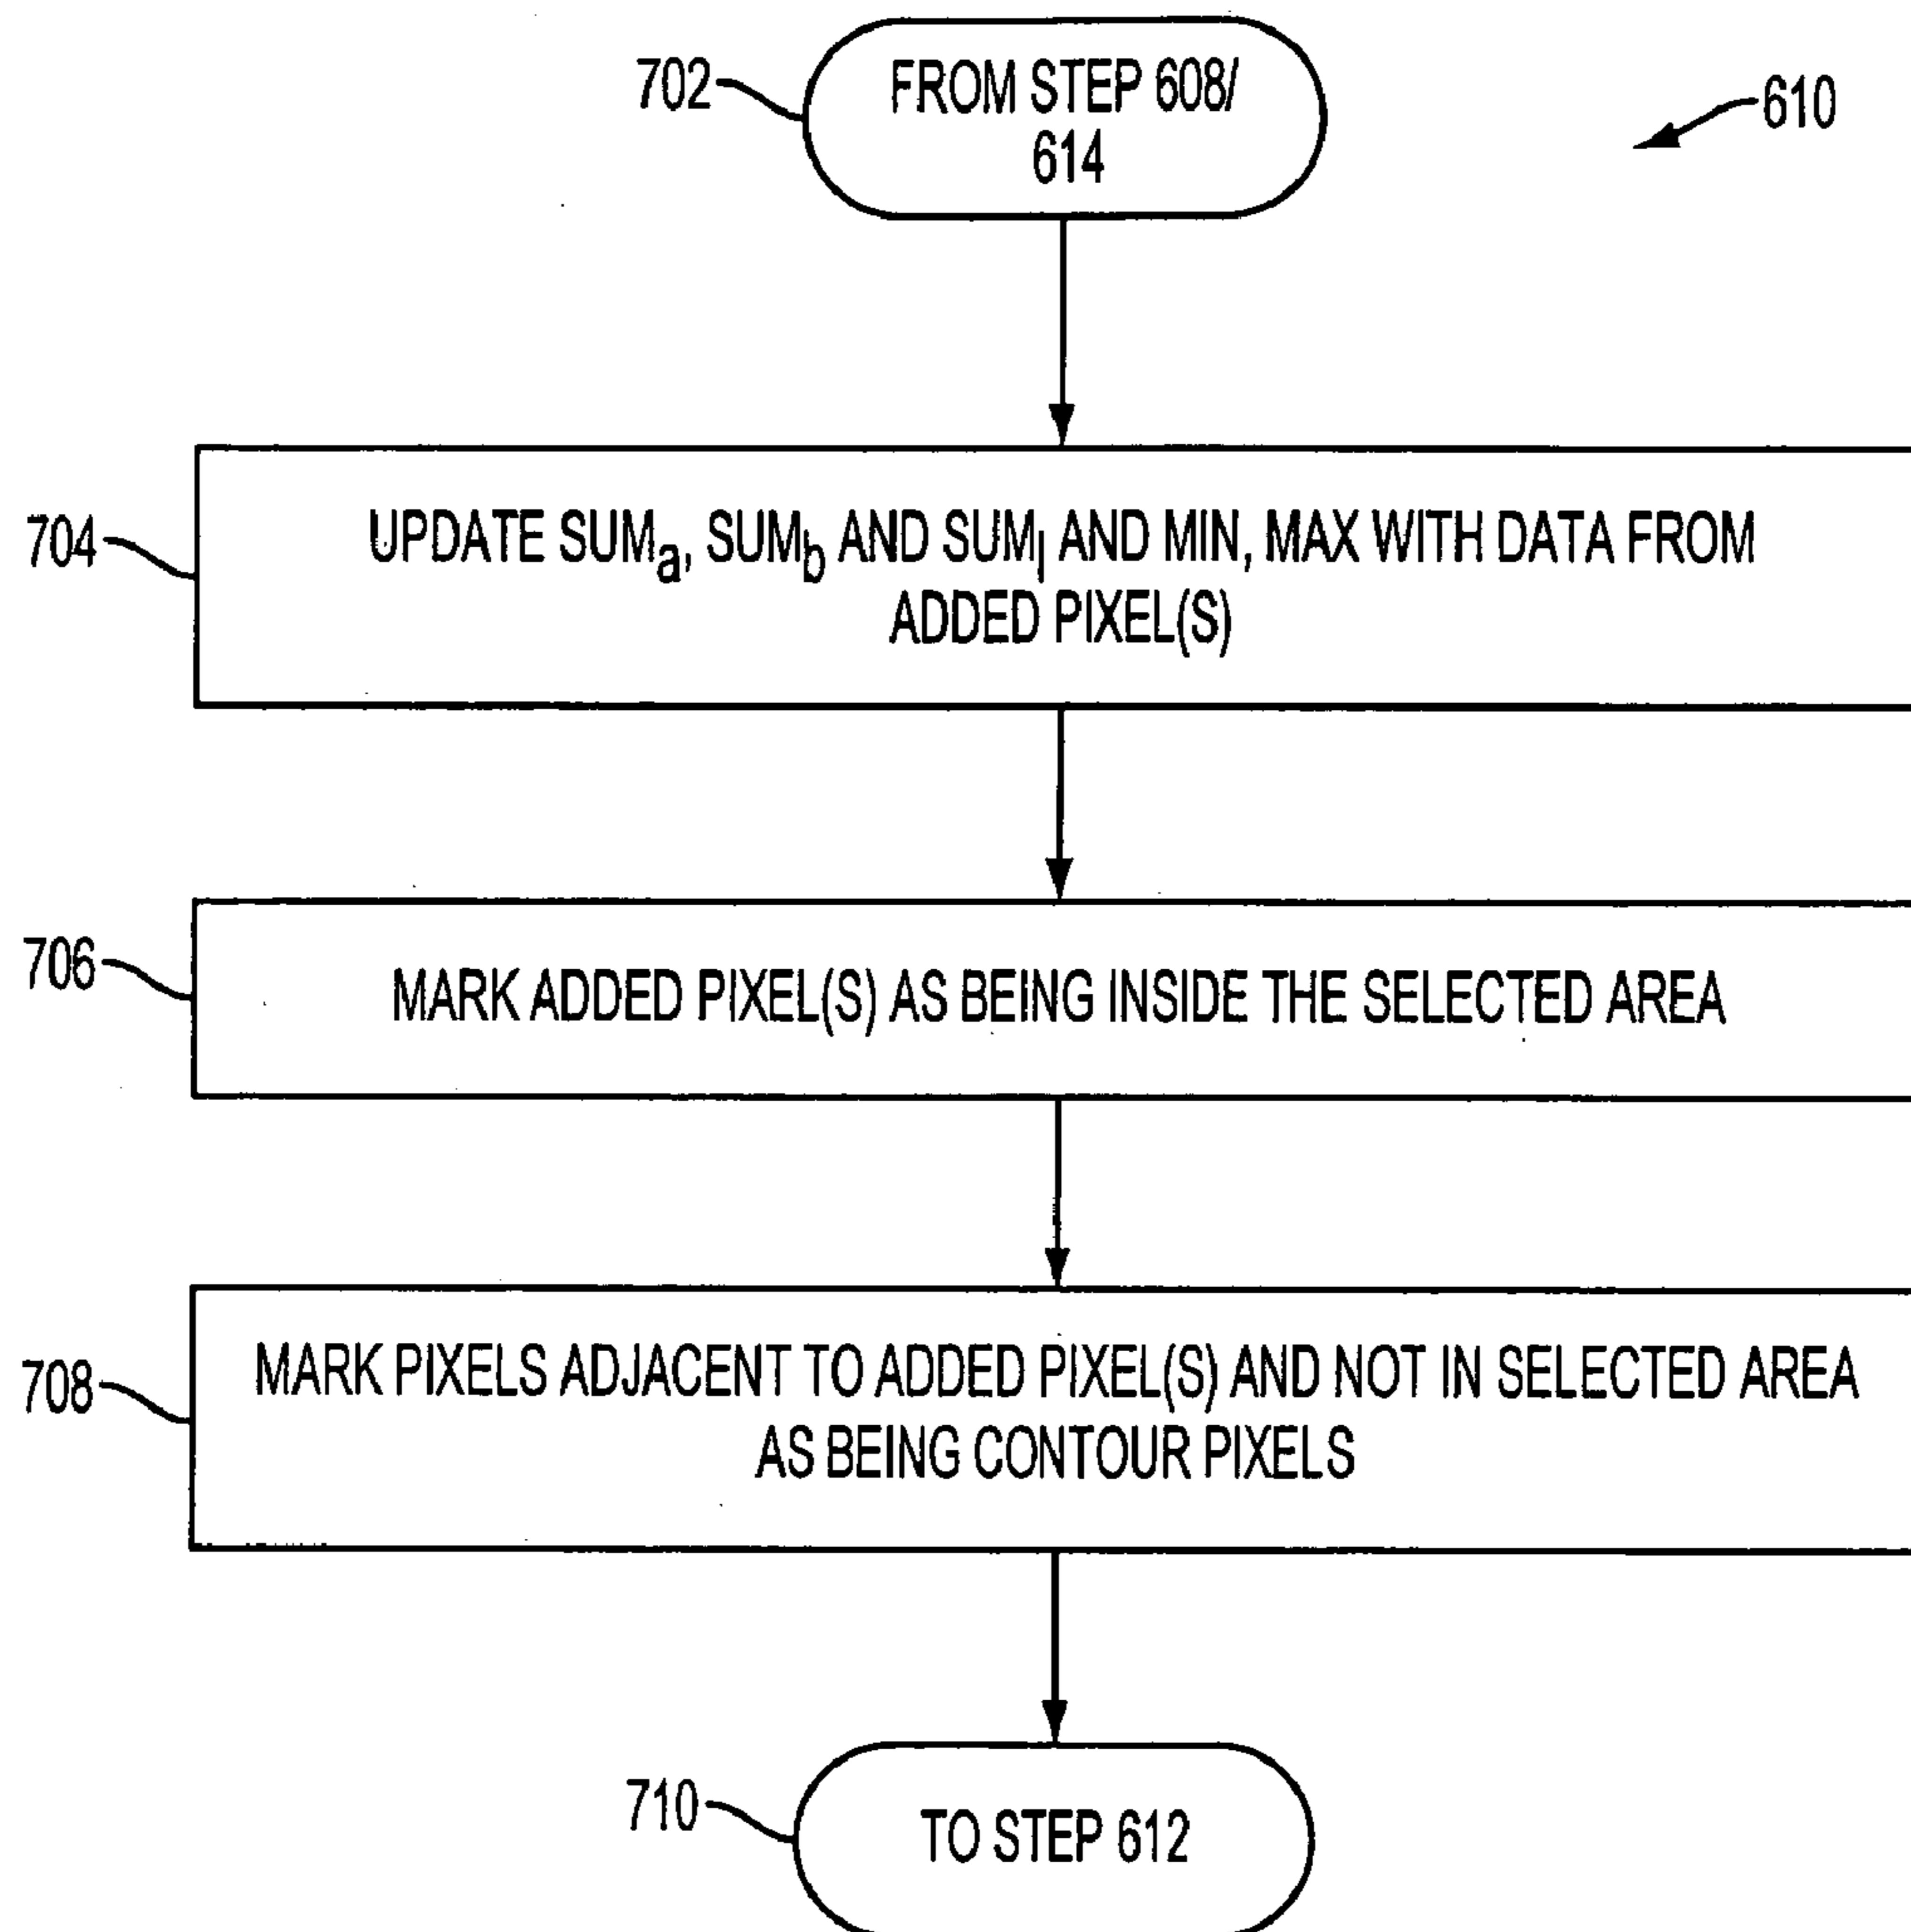 702
FROM STEP 608/
614
610
704
UPDATE SUMa, SUMb AND SUMl AND MIN, MAX WITH DATA FROM
ADDED PIXEL(S)
706
MARK ADDED PIXEL(S) AS BEING INSIDE THE SELECTED AREA
708
MARK PIXELS ADJACENT TO ADDED PIXEL(S) AND NOT IN SELECTED AREA
AS BEING CONTOUR PIXELS
710
TO STEP 612